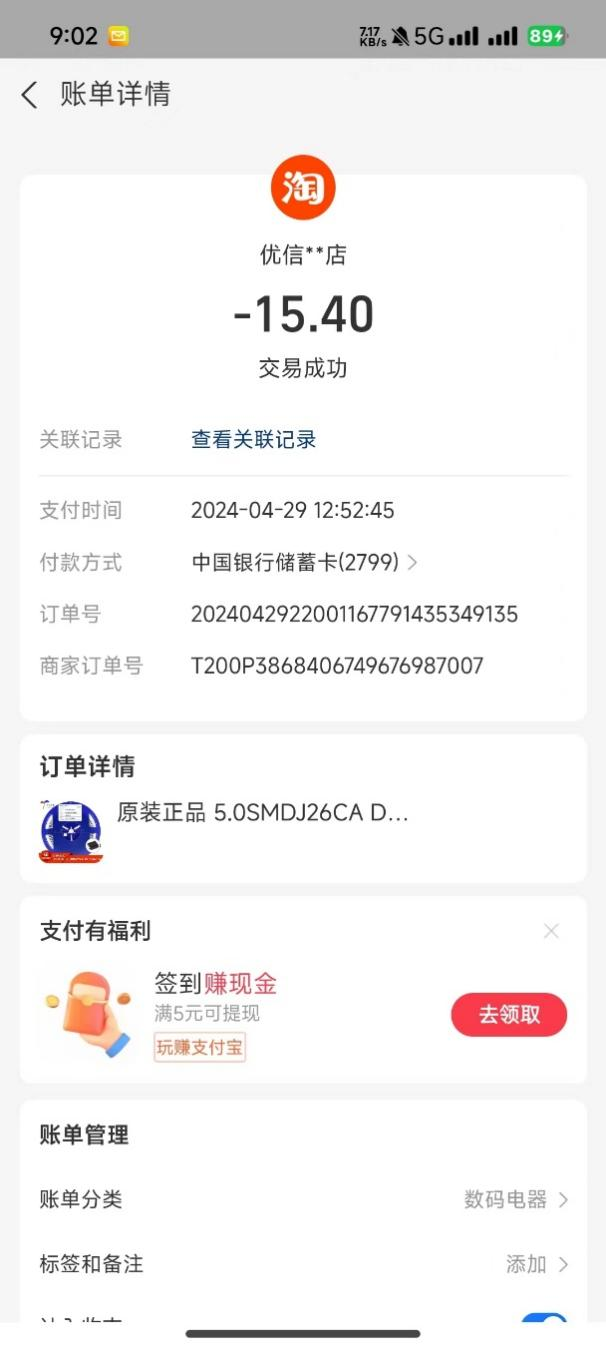 9:02
7.17
KB/s
5G
89
账单详情
淘
优信**店
-15.40
交易成功
关联记录 查看关联记录
支付时间 2024-04-29 12:52:45
付款方式 中国银行储蓄卡(2799)
订单号 2024042922001167791435349135
商家订单号 T200P3868406749676987007
订单详情
原装正品 5.0SMDJ26CA D...
支付有福利
签到赚现金
满5元可提现
去领取
玩赚支付宝
账单管理
账单分类 数码电器
标签和备注 添加